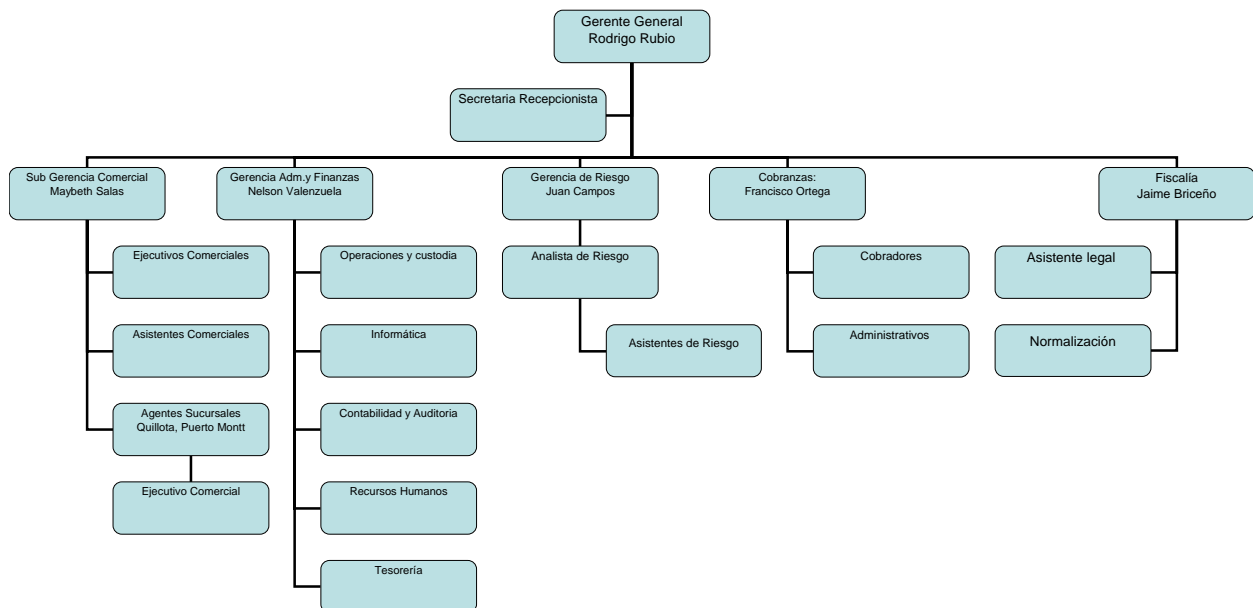 Gerente General
Rodrigo Rubio
Secretaria Recepcionista
Sub Gerencia Comercial
Maybeth Salas
Gerencia Adm.y Finanzas
Nelson Valenzuela
Gerencia de Riesgo
Juan Campos
Cobranzas:
Francisco Ortega
Fiscalía
Jaime Briceño
Ejecutivos Comerciales
Operaciones y custodia
Analista de Riesgo
Cobradores
Asistente legal
Asistentes Comerciales
Informática
Asistentes de Riesgo
Administrativos
Normalización
Agentes Sucursales
Quillota, Puerto Montt
Contabilidad y Auditoria
Ejecutivo Comercial
Recursos Humanos
Tesorería